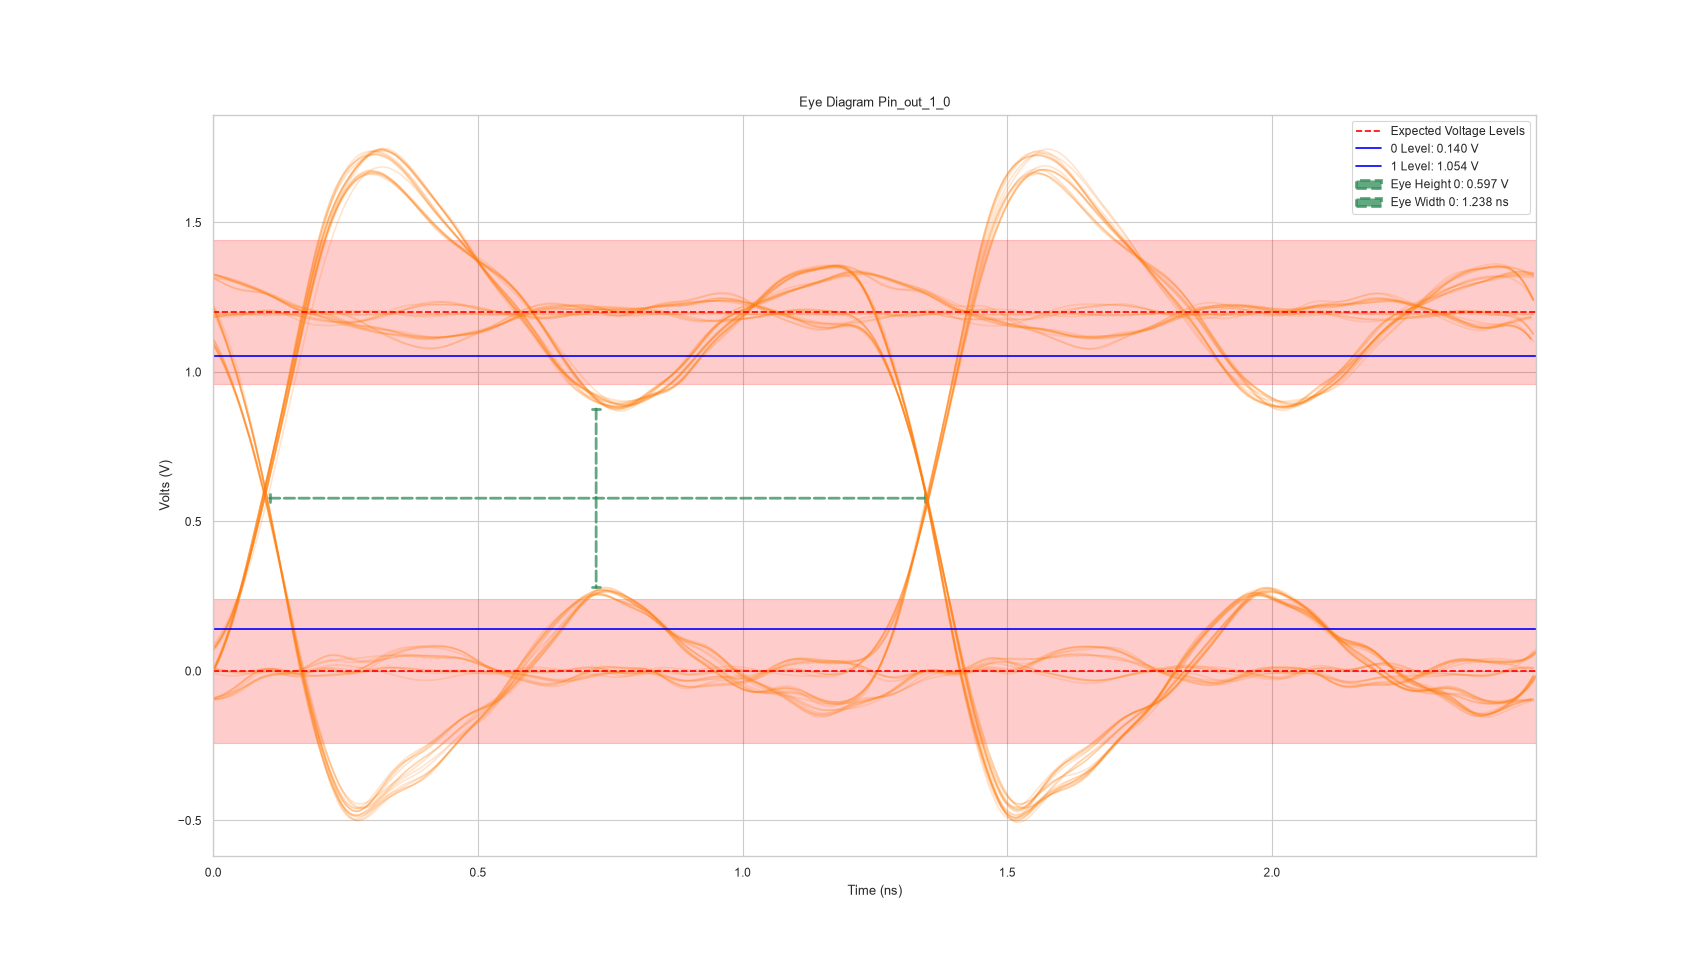 Eye Diagram Pin_out_1_0
Expected Voltage Levels
0 Level: 0.140 V
1 Level: 1.054 V
Eye Height 0: 0.597 V
Eye Width 0: 1.238 ns
1.5
1.0
0.5
0.0
−0.5
Volts (V)
0.0 0.5 1.0 1.5 2.0
Time (ns)